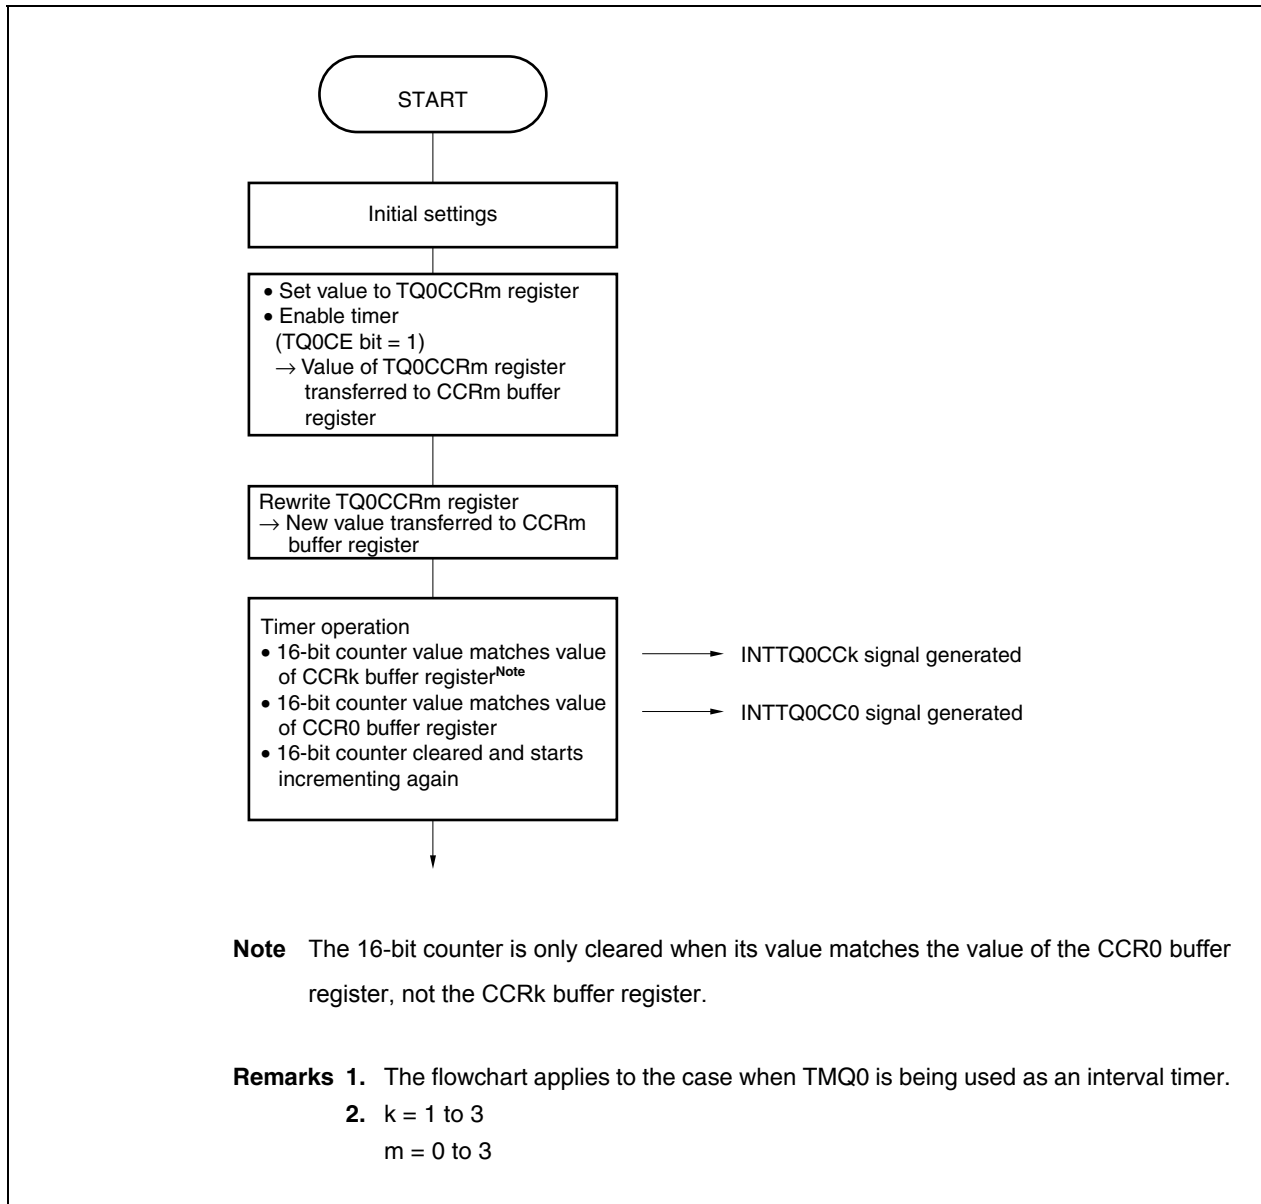 START
Initial settings
• Set value to TQ0CCRm register
• Enable timer
(TQ0CE bit = 1)
→ Value of TQ0CCRm register
transferred to CCRm buffer
register
Rewrite TQ0CCRm register
→ New value transferred to CCRm
buffer register
Timer operation
• 16-bit counter value matches value
of CCRk buffer registerNote
• 16-bit counter value matches value
of CCR0 buffer register
• 16-bit counter cleared and starts
incrementing again
INTTQ0CCk signal generated
INTTQ0CC0 signal generated
Note The 16-bit counter is only cleared when its value matches the value of the CCR0 buffer
register, not the CCRk buffer register.
Remarks 1. The flowchart applies to the case when TMQ0 is being used as an interval timer.
2. k = 1 to 3
m = 0 to 3